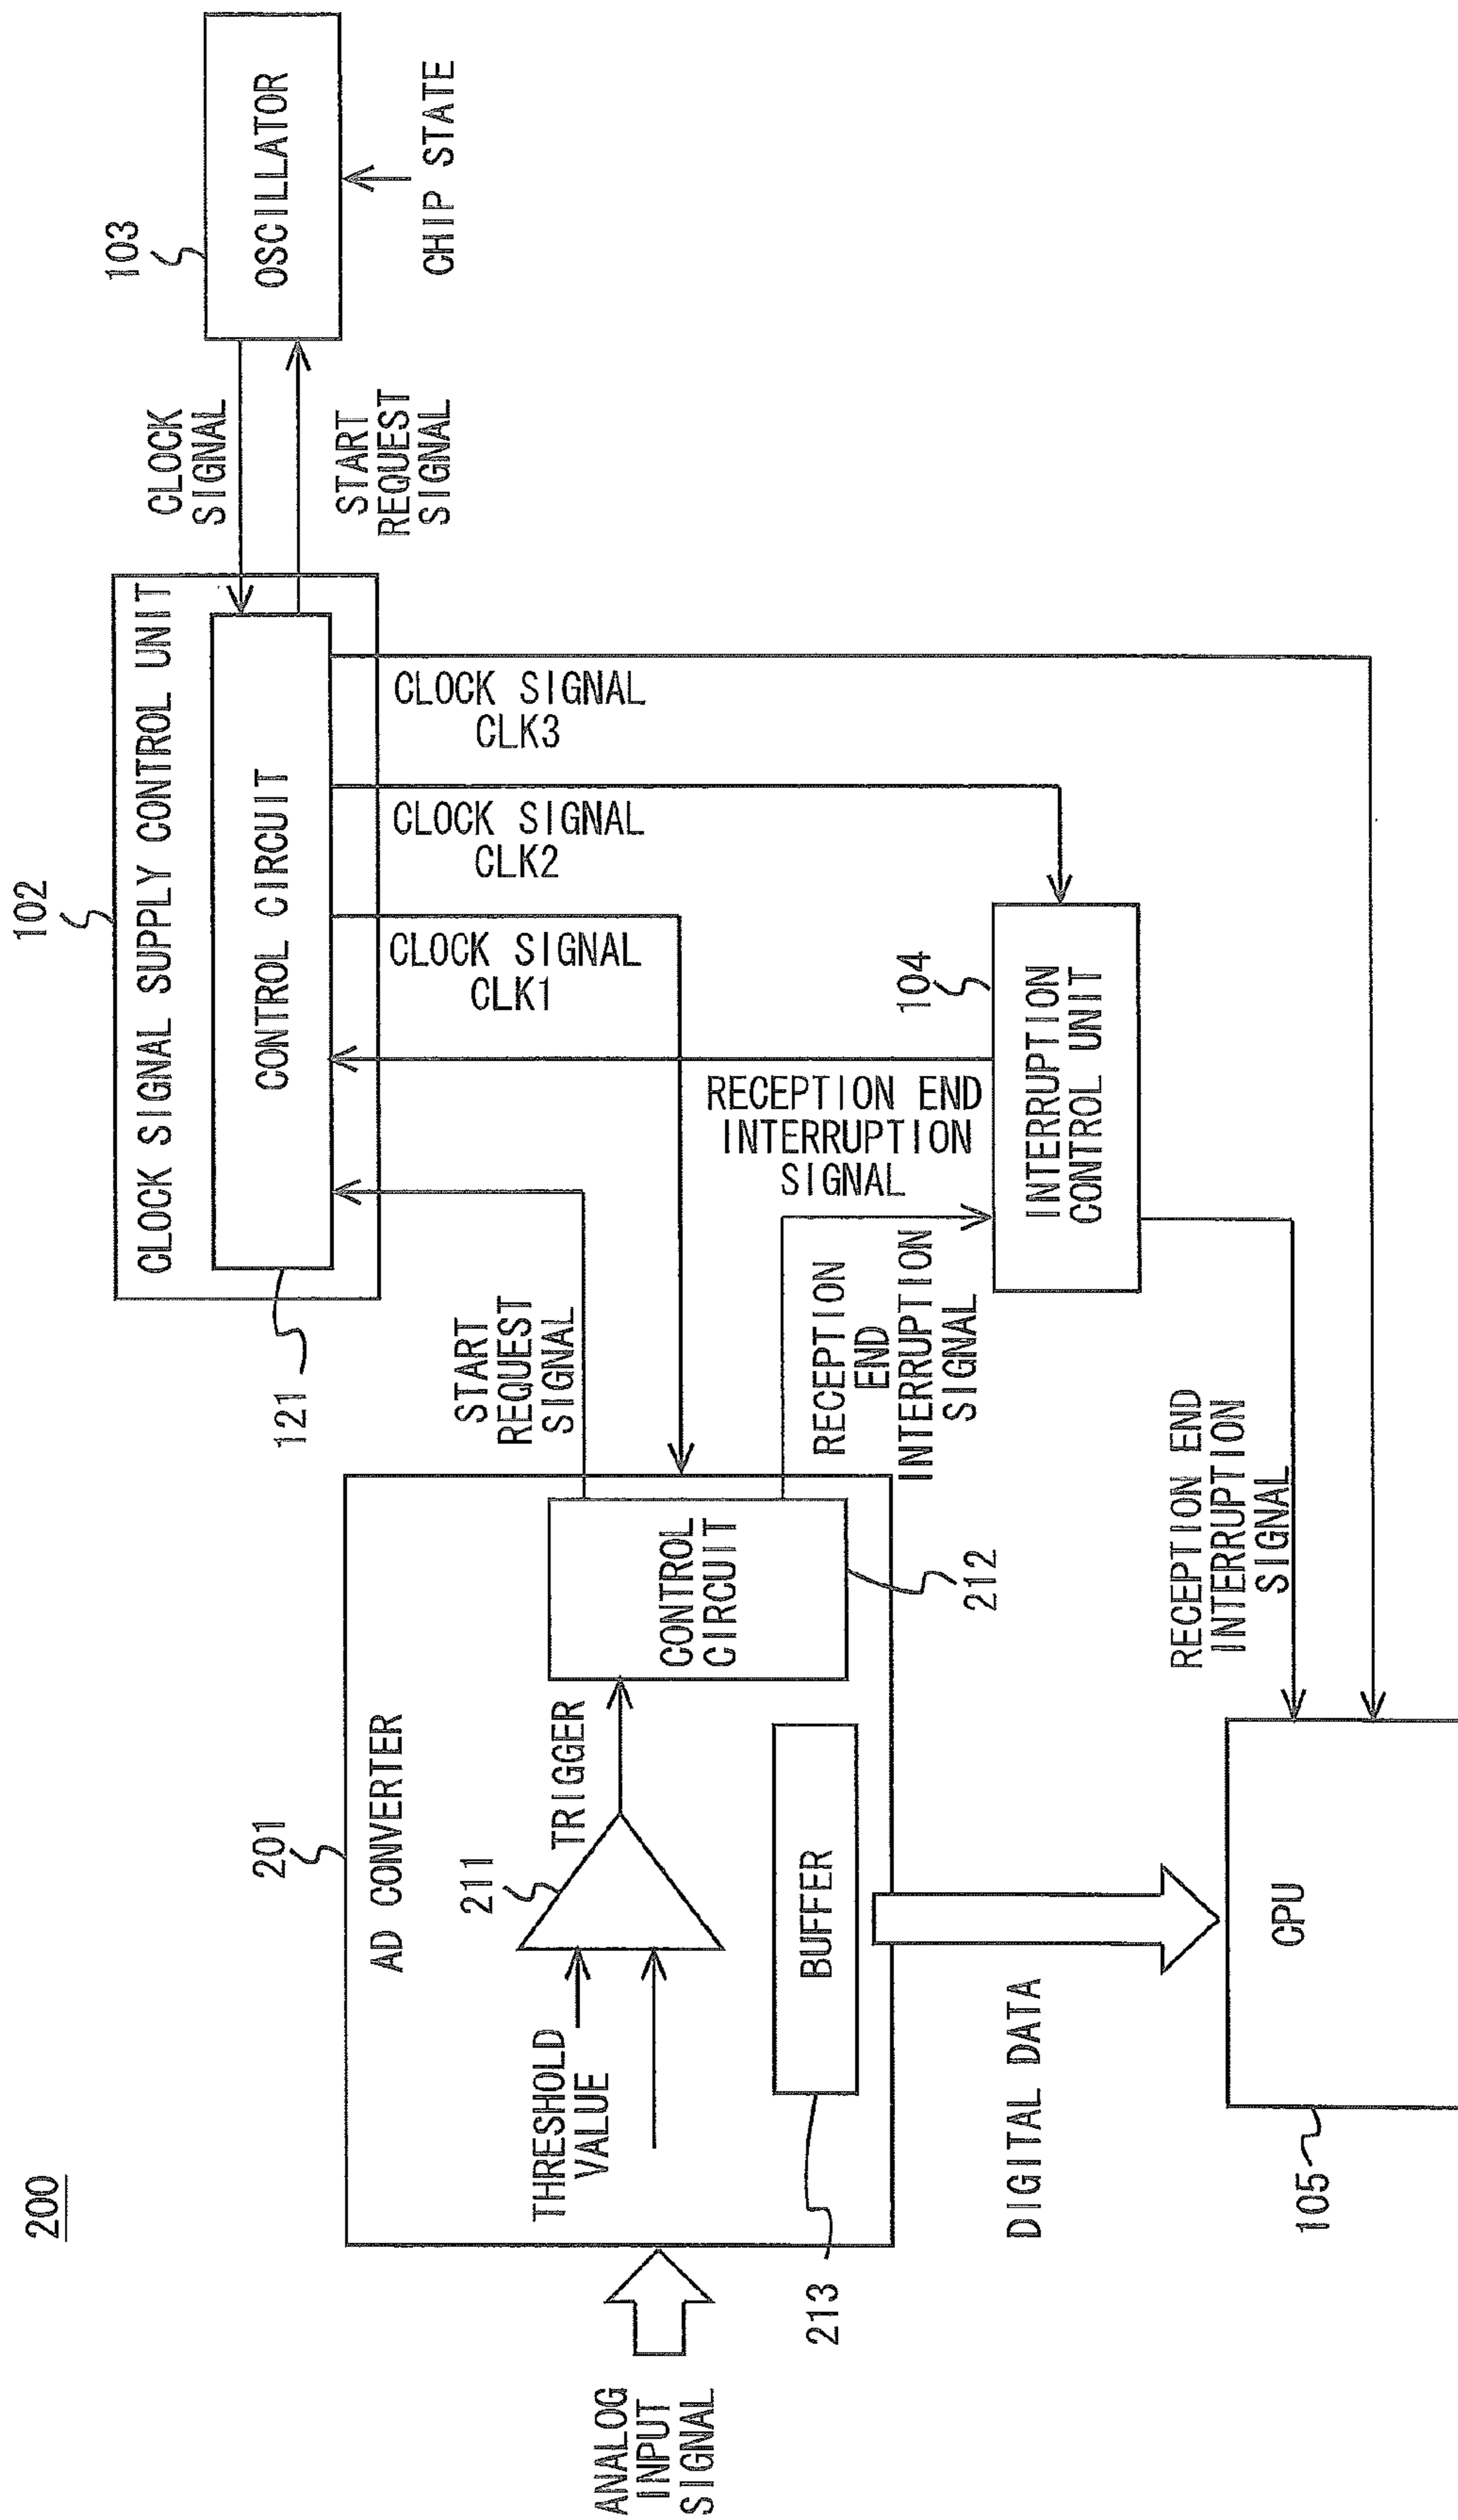 200
ANALOG
INPUT
SIGNAL
201
AD CONVERTER
THRESHOLD
VALUE
211
TRIGGER
CONTROL
CIRCUIT
212
BUFFER
213
START
REQUEST
SIGNAL
RECEPTION
END
INTERRUPTION
SIGNAL
102
CLOCK SIGNAL SUPPLY CONTROL UNIT
CONTROL CIRCUIT
121
CLOCK
SIGNAL
START
REQUEST
SIGNAL
103
OSCILLATOR
CHIP STATE
CLOCK SIGNAL
CLK3
CLOCK SIGNAL
CLK2
CLOCK SIGNAL
CLK1
RECEPTION END
INTERRUPTION
SIGNAL
104
INTERRUPTION
CONTROL UNIT
RECEPTION END
INTERRUPTION
SIGNAL
DIGITAL DATA
CPU
105